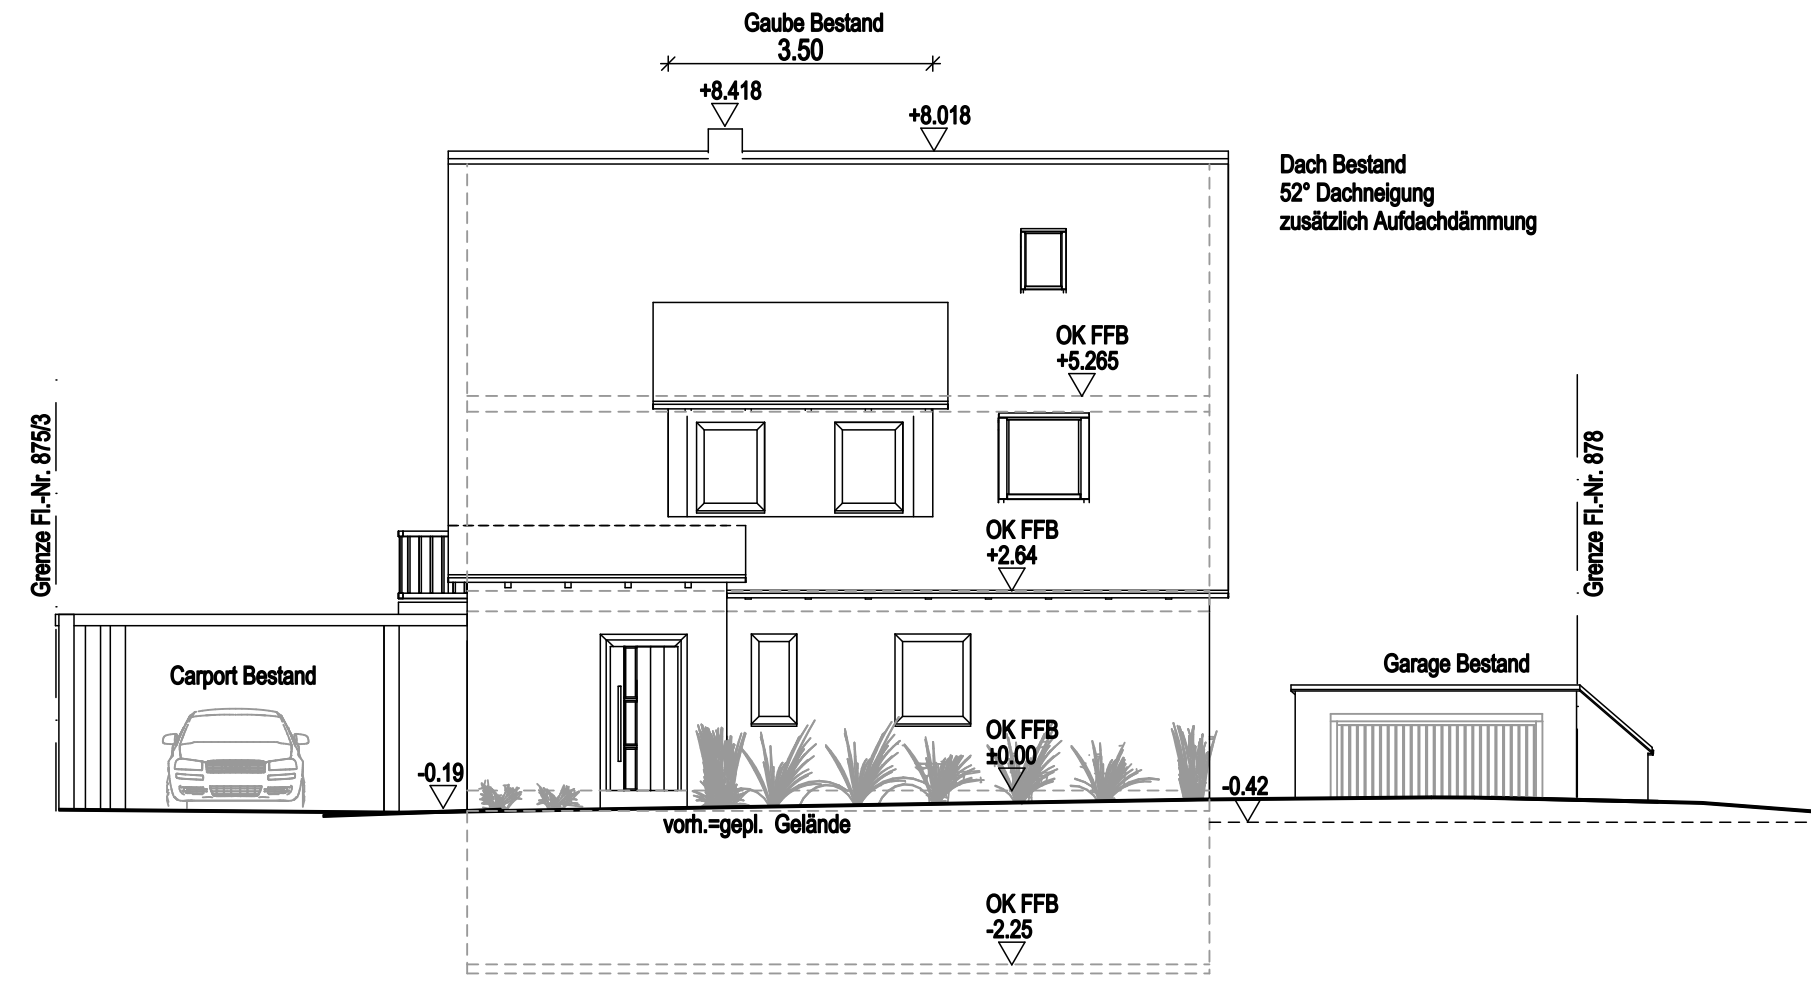 Gaube Bestand
3.50
+8.418
+8.018
Dach Bestand
52° Dachneigung
zusätzlich Aufdachdämmung
OK FFB
+5.265
Grenze Fl.-Nr. 875/3
Grenze Fl.-Nr. 878
OK FFB
+2.64
Carport Bestand
Garage Bestand
OK FFB
±0.00
-0.19
-0.42
vorh.=gepl. Gelände
OK FFB
-2.25